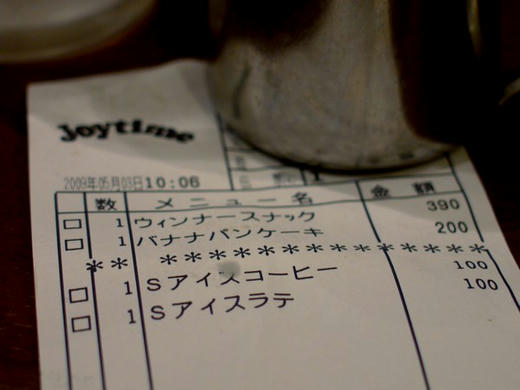 joytime
2009年05月03日10:06
数 メニュー名 金 額
1 ウィンナースナック 390
1 バナナパンケーキ 200
** **************
1 Sアイスコーヒー 100
1 Sアイスラテ 100